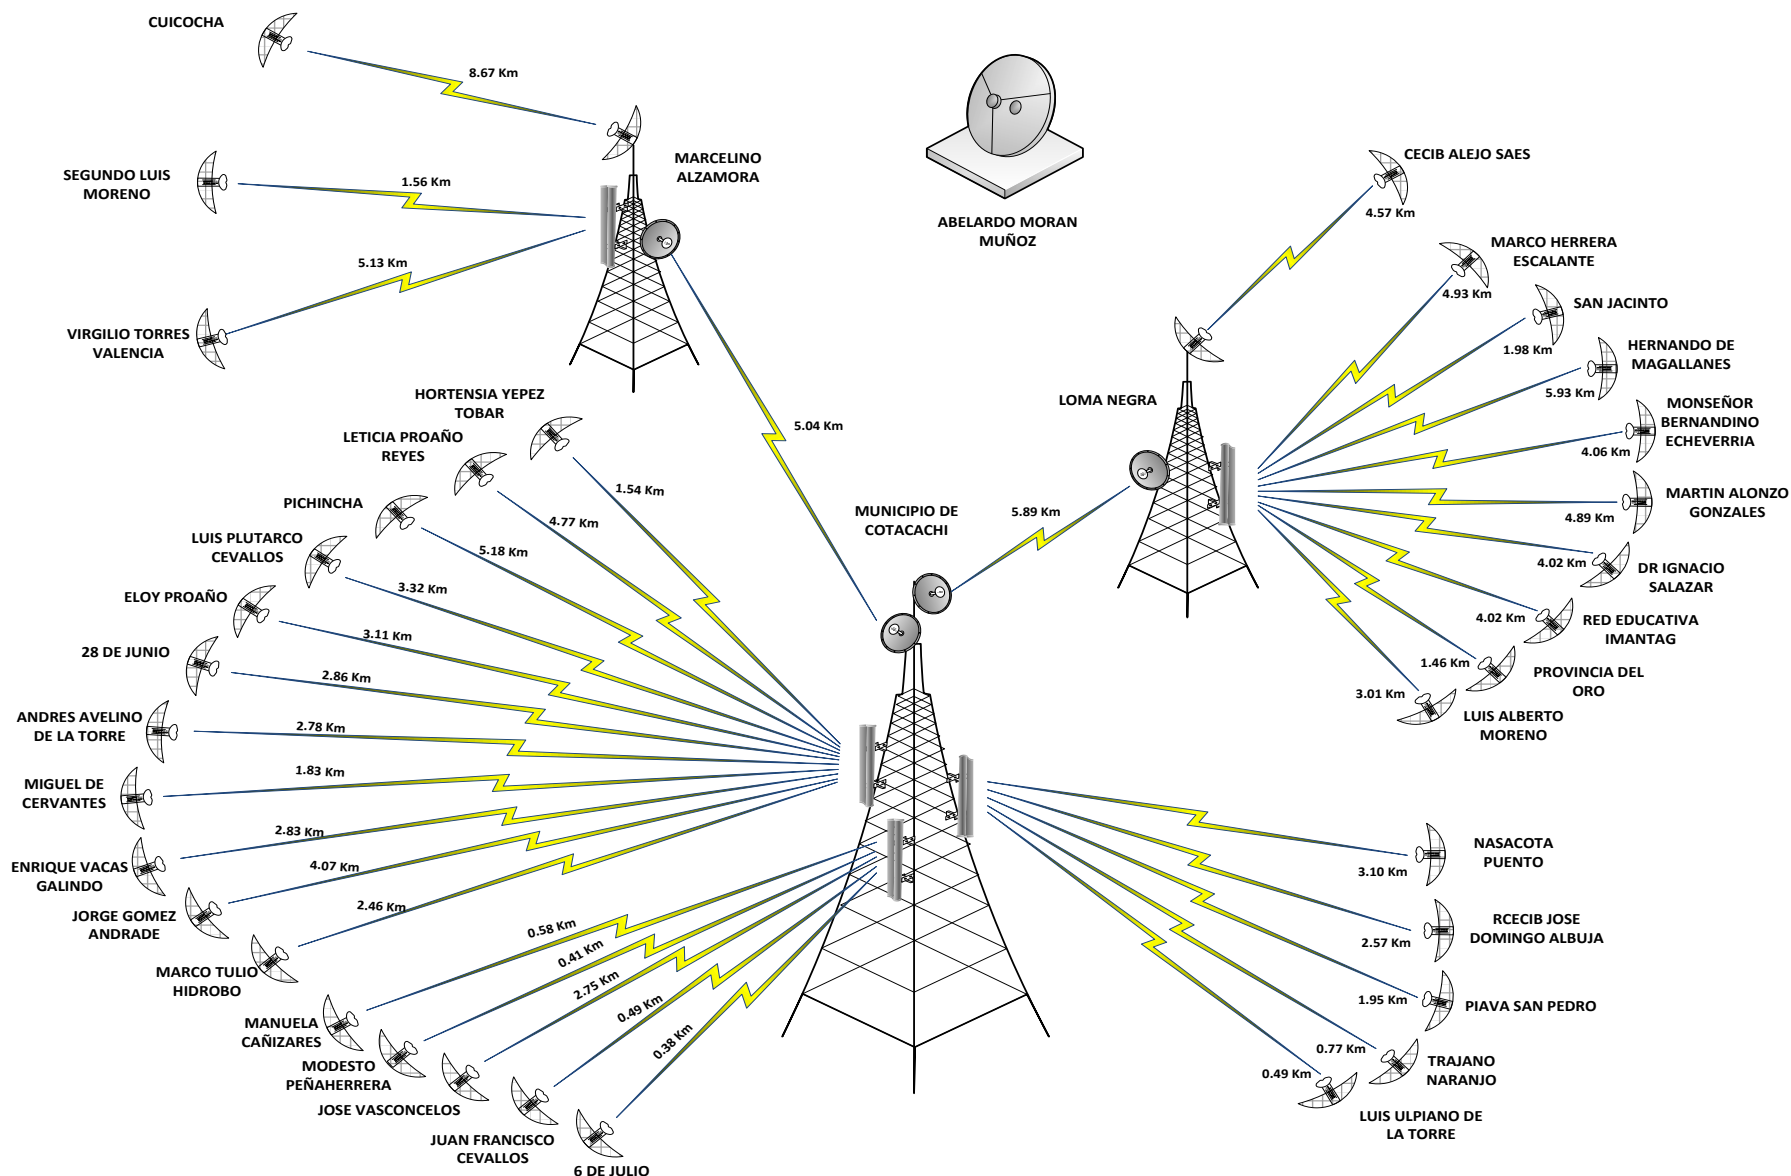 CUICOCHA
8.67 Km
SEGUNDO LUIS
MORENO
1.56 Km
MARCELINO
ALZAMORA
5.13 Km
VIRGILIO TORRES
VALENCIA
ABELARDO MORAN
MUÑOZ
CECIB ALEJO SAES
4.57 Km
MARCO HERRERA
ESCALANTE
4.93 Km
SAN JACINTO
1.98 Km
HERNANDO DE
MAGALLANES
5.93 Km
MONSEÑOR
BERNANDINO
ECHEVERRIA
4.06 Km
MARTIN ALONZO
GONZALES
4.89 Km
DR IGNACIO
SALAZAR
4.02 Km
RED EDUCATIVA
IMANTAG
4.02 Km
PROVINCIA DEL
ORO
1.46 Km
LUIS ALBERTO
MORENO
3.01 Km
LOMA NEGRA
5.04 Km
5.89 Km
MUNICIPIO DE
COTACACHI
HORTENSIA YEPEZ
TOBAR
1.54 Km
LETICIA PROAÑO
REYES
4.77 Km
PICHINCHA
5.18 Km
LUIS PLUTARCO
CEVALLOS
3.32 Km
ELOY PROAÑO
3.11 Km
28 DE JUNIO
2.86 Km
ANDRES AVELINO
DE LA TORRE
2.78 Km
MIGUEL DE
CERVANTES
1.83 Km
ENRIQUE VACAS
GALINDO
2.83 Km
JORGE GOMEZ
ANDRADE
4.07 Km
MARCO TULIO
HIDROBO
2.46 Km
MANUELA
CAÑIZARES
0.58 Km
MODESTO
PEÑAHERRERA
0.41 Km
JOSE VASCONCELOS
2.75 Km
JUAN FRANCISCO
CEVALLOS
0.49 Km
6 DE JULIO
0.38 Km
NASACOTA
PUENTO
3.10 Km
RCECIB JOSE
DOMINGO ALBUJA
2.57 Km
PIAVA SAN PEDRO
1.95 Km
TRAJANO
NARANJO
0.77 Km
LUIS ULPIANO DE
LA TORRE
0.49 Km